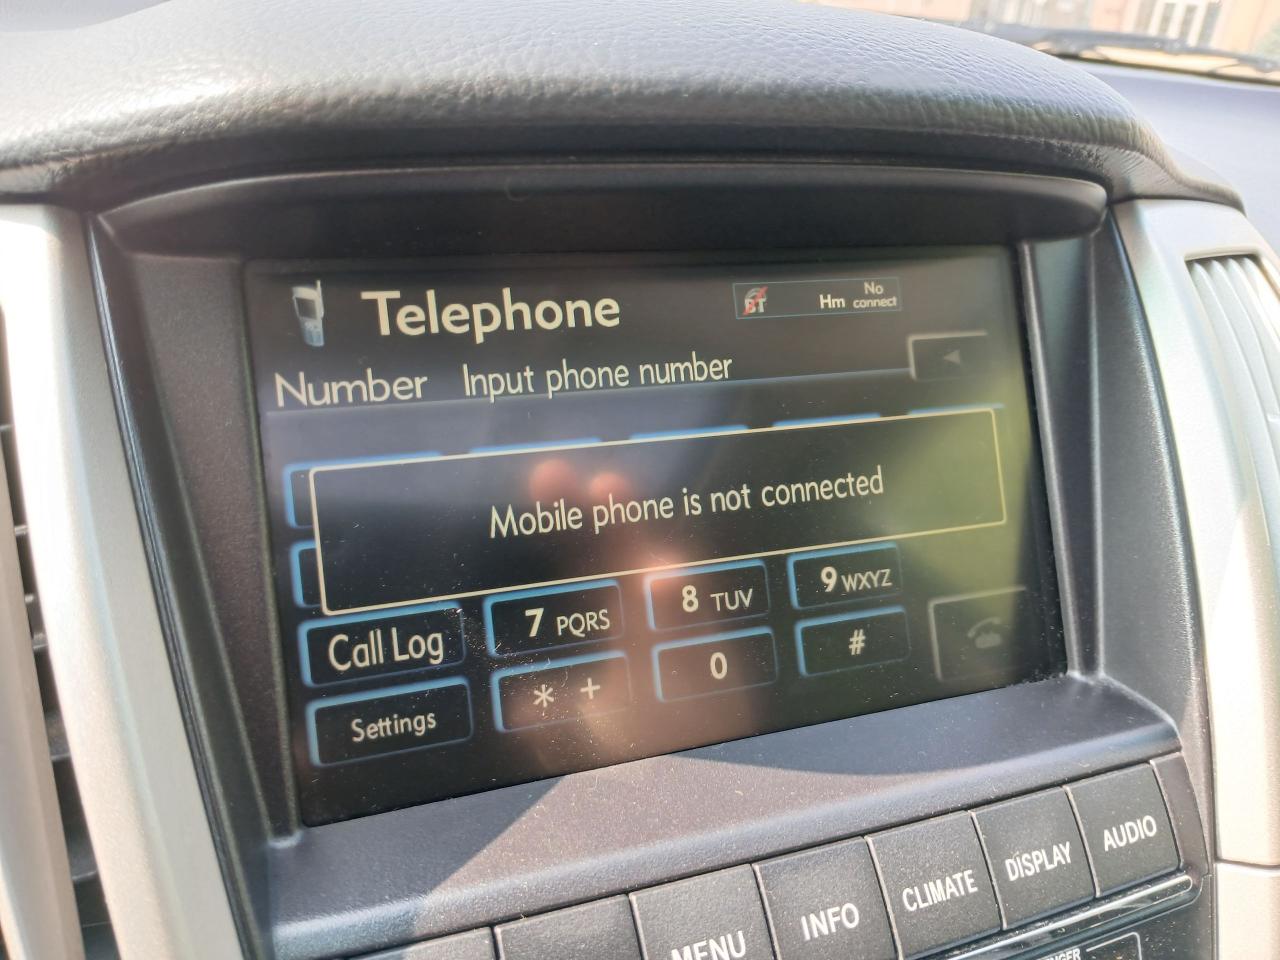 Telephone
BT Hm No connect
Number Input phone number
Mobile phone is not connected
Call Log 7 PQRS 8 TUV 9 WXYZ
Settings * + 0 #
MENU INFO CLIMATE DISPLAY AUDIO